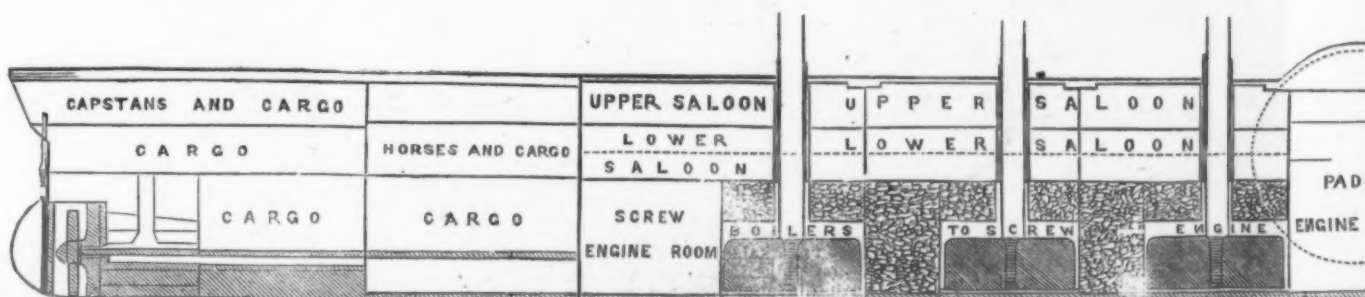 CAPSTANS AND CARGO
UPPER SALOON
UPPER SALOON
CARGO
HORSES AND CARGO
LOWER
SALOON
LOWER SALOON
CARGO
CARGO
SCREW
ENGINE ROOM
BOILERS TO SCREW ENGINE
PAD
ENGINE